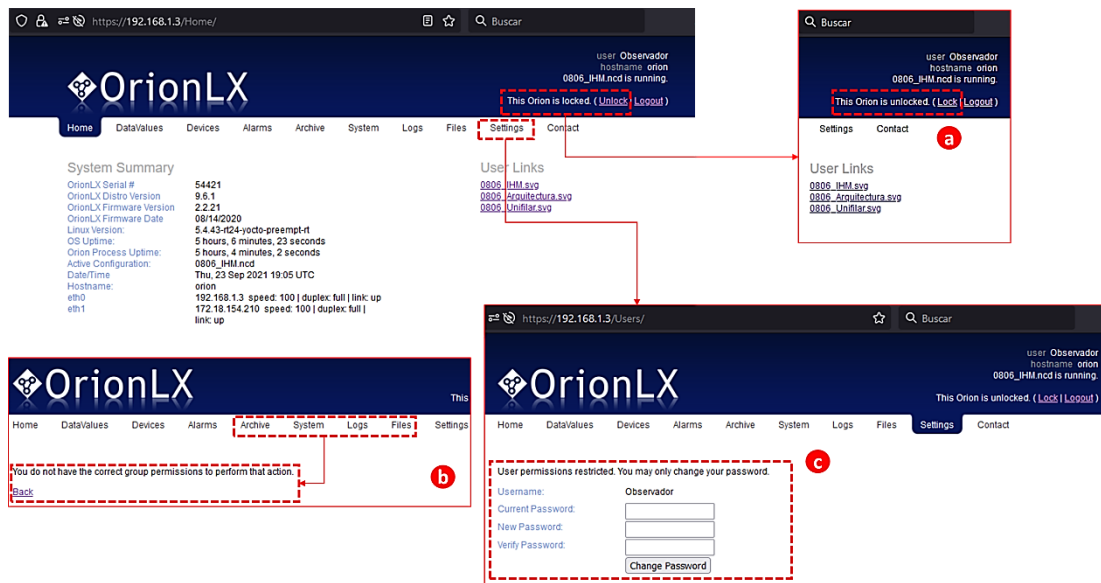 https://192.168.1.3/Home/
Buscar
user Observador
hostname orion
0806_IHM.ncd is running.
This Orion is locked. ( Unlock | Logout )
OrionLX
Home DataValues Devices Alarms Archive System Logs Files Settings Contact
System Summary
OrionLX Serial # 54421
OrionLX Distro Version 9.6.1
OrionLX Firmware Version 2.2.21
OrionLX Firmware Date 08/14/2020
Linux Version: 5.4.43-rt24-yocto-preempt-rt
OS Uptime: 5 hours, 6 minutes, 23 seconds
Orion Process Uptime: 5 hours, 4 minutes, 2 seconds
Active Configuration: 0806_IHM.ncd
Date/Time Thu, 23 Sep 2021 19:05 UTC
Hostname: orion
eth0 192.168.1.3 speed: 100 | duplex: full | link: up
eth1 172.18.154.210 speed: 100 | duplex: full |
link: up
User Links
0806_IHM.svg
0806_Arquitectura.svg
0806_Unifilar.svg
Buscar
user Observador
hostname orion
0806_IHM.ncd is running.
This Orion is unlocked. ( Lock | Logout )
a
Settings Contact
User Links
0806_IHM.svg
0806_Arquitectura.svg
0806_Unifilar.svg
OrionLX
This
Home DataValues Devices Alarms Archive System Logs Files Settings
You do not have the correct group permissions to perform that action.
Back
b
https://192.168.1.3/Users/
Buscar
user Observador
hostname orion
0806_IHM.ncd is running.
This Orion is unlocked. ( Lock | Logout )
OrionLX
Home DataValues Devices Alarms Archive System Logs Files Settings Contact
c
User permissions restricted. You may only change your password.
Username: Observador
Current Password:
New Password:
Verify Password:
Change Password